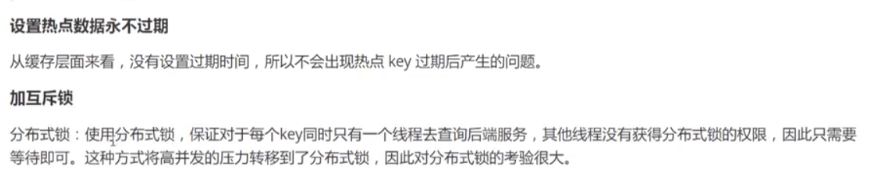 设置热点数据永不过期
从缓存层面来看，没有设置过期时间，所以不会出现热点 key 过期后产生的问题。
加互斥锁
分布式锁：使用分布式锁，保证对于每个key同时只有一个线程去查询后端服务，其他线程没有获得分布式锁的权限，因此只需要
等待即可。这种方式将高并发的压力转移到了分布式锁，因此对分布式锁的考验很大。